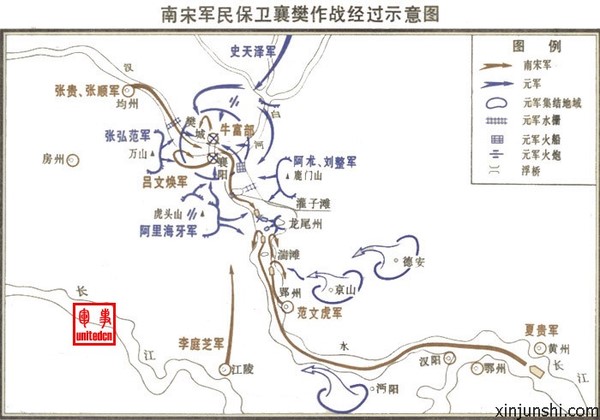 南宋军民保卫襄樊作战经过示意图
图 例
南宋军
元军
元军集结地域
元军水栅
元军火船
元军火炮
浮桥
史天泽军
汉
张贵、张顺军
均州
白
河
樊城
牛富部
张弘范军
万山
襄阳
阿术、刘整军
鹿门山
房州
吕文焕军
虎头山
阿里海牙军
淮子滩
龙尾州
湍滩
德安
京山
郢州
范文虎军
长
江
軍事
unitedcn
李庭芝军
江陵
水
夏贵军
黄州
汉阳
鄂州
长
江
沔阳
xinjunshi.com